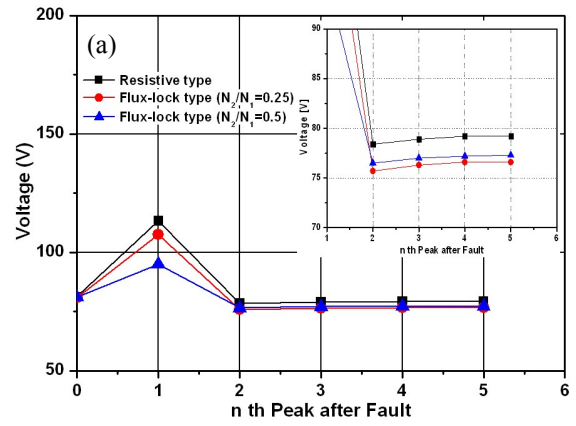 (a)
Resistive type
Flux-lock type (N2/N1=0.25)
Flux-lock type (N2/N1=0.5)
Voltage (V)
200
150
100
50
0 1 2 3 4 5 6
n th Peak after Fault
Voltage [V]
90
85
80
75
70
1 2 3 4 5 6
n th Peak after Fault